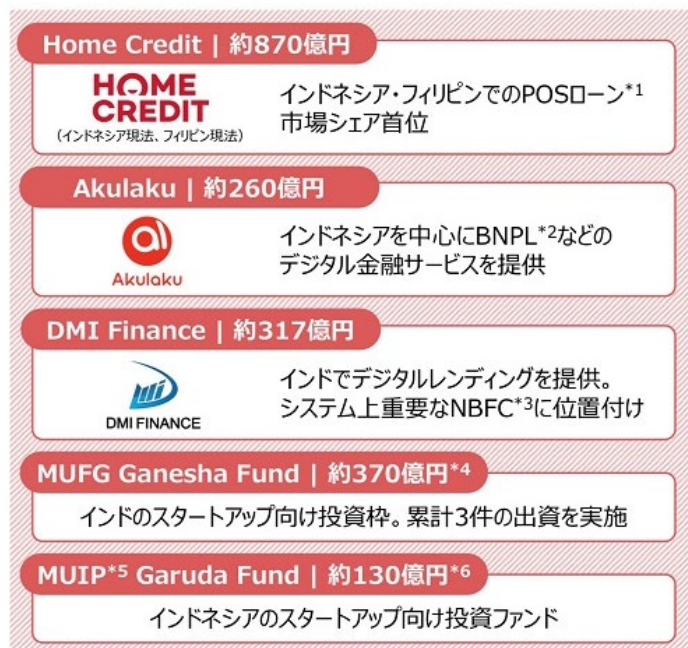 Home Credit | 約870億円
HOME
CREDIT
(インドネシア現法、フィリピン現法)
インドネシア・フィリピンでのPOSローン*1
市場シェア首位
Akulaku | 約260億円
Akulaku
インドネシアを中心にBNPL*2などの
デジタル金融サービスを提供
DMI Finance | 約317億円
DMI FINANCE
インドでデジタルレンディングを提供。
システム上重要なNBFC*3に位置付け
MUFG Ganesha Fund | 約370億円*4
インドのスタートアップ向け投資枠。累計3件の出資を実施
MUIP*5 Garuda Fund | 約130億円*6
インドネシアのスタートアップ向け投資ファンド